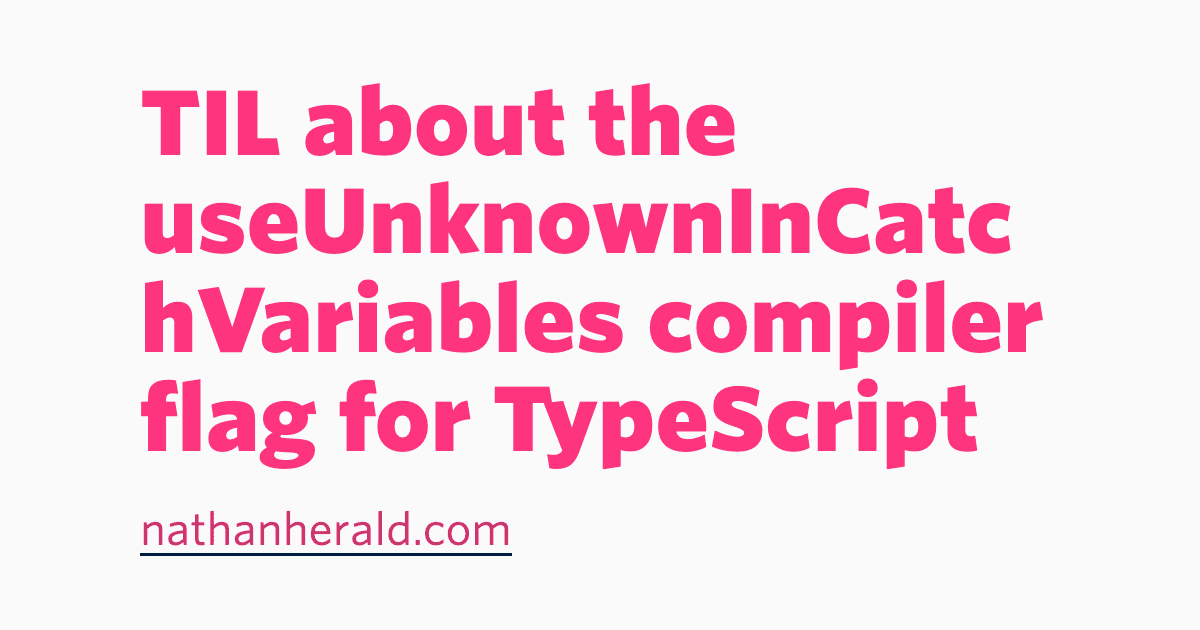 TIL about the
useUnknownInCatc
hVariables compiler
flag for TypeScript
nathanherald.com